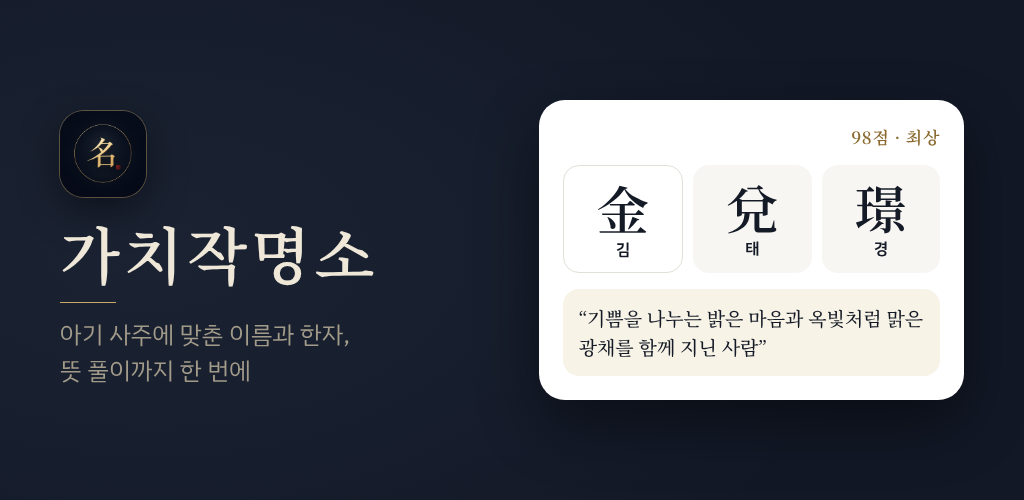 名
가치작명소
아기 사주에 맞춘 이름과 한자,
뜻 풀이까지 한 번에
98점 · 최상
金 兌 璟
김 태 경
“기쁨을 나누는 밝은 마음과 옥빛처럼 맑은
광채를 함께 지닌 사람”